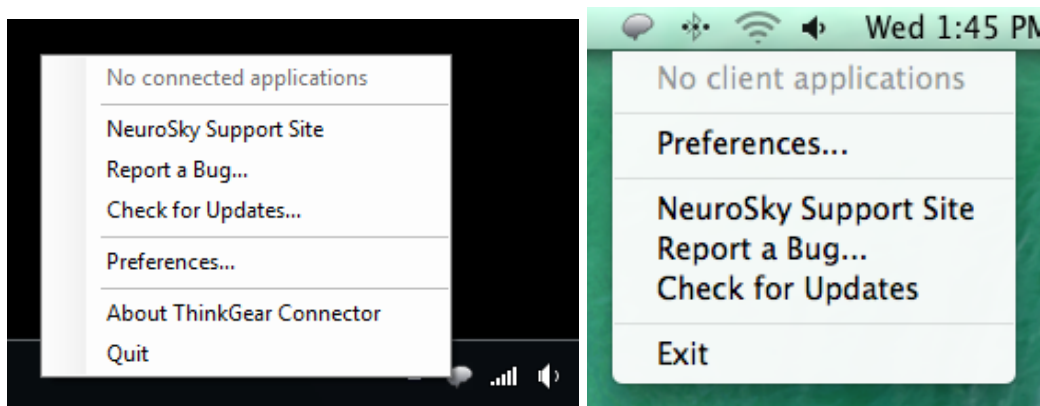 No connected applications
NeuroSky Support Site
Report a Bug...
Check for Updates...
Preferences...
About ThinkGear Connector
Quit
Wed 1:45 PM
No client applications
Preferences...
NeuroSky Support Site
Report a Bug...
Check for Updates
Exit